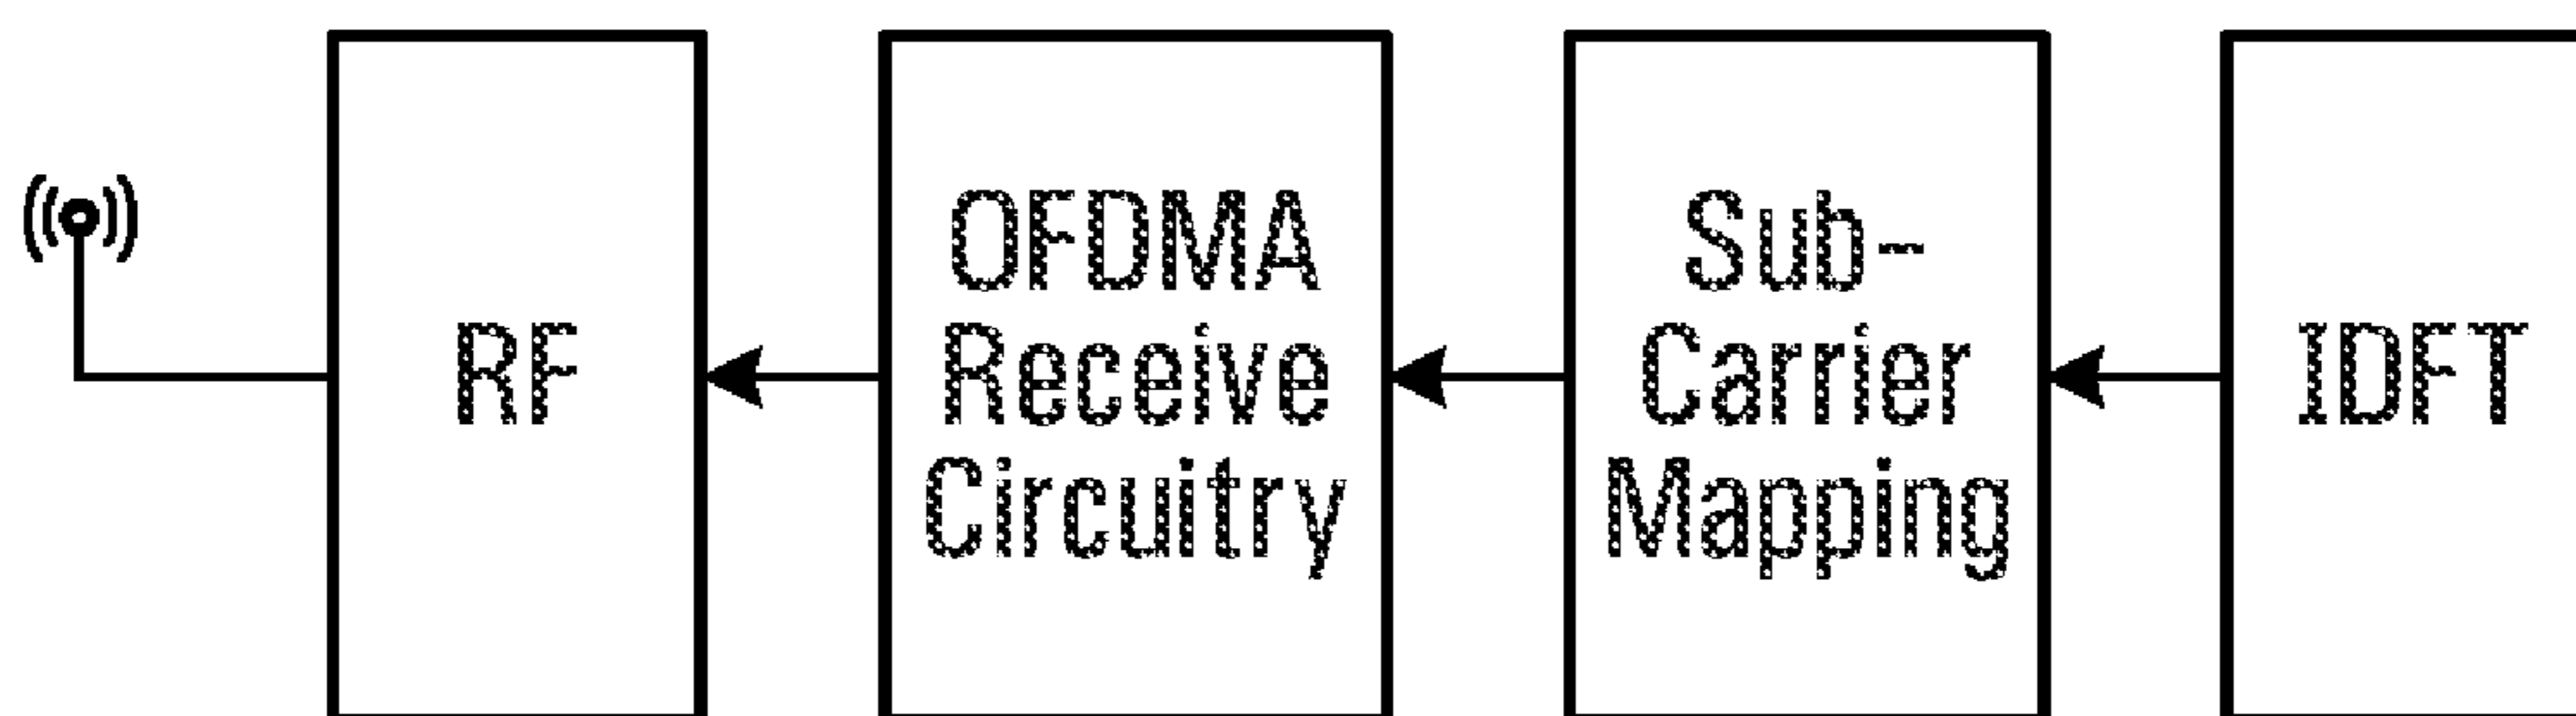 RF
OFDMA
Receive
Circuitry
Sub-
Carrier
Mapping
IDFT